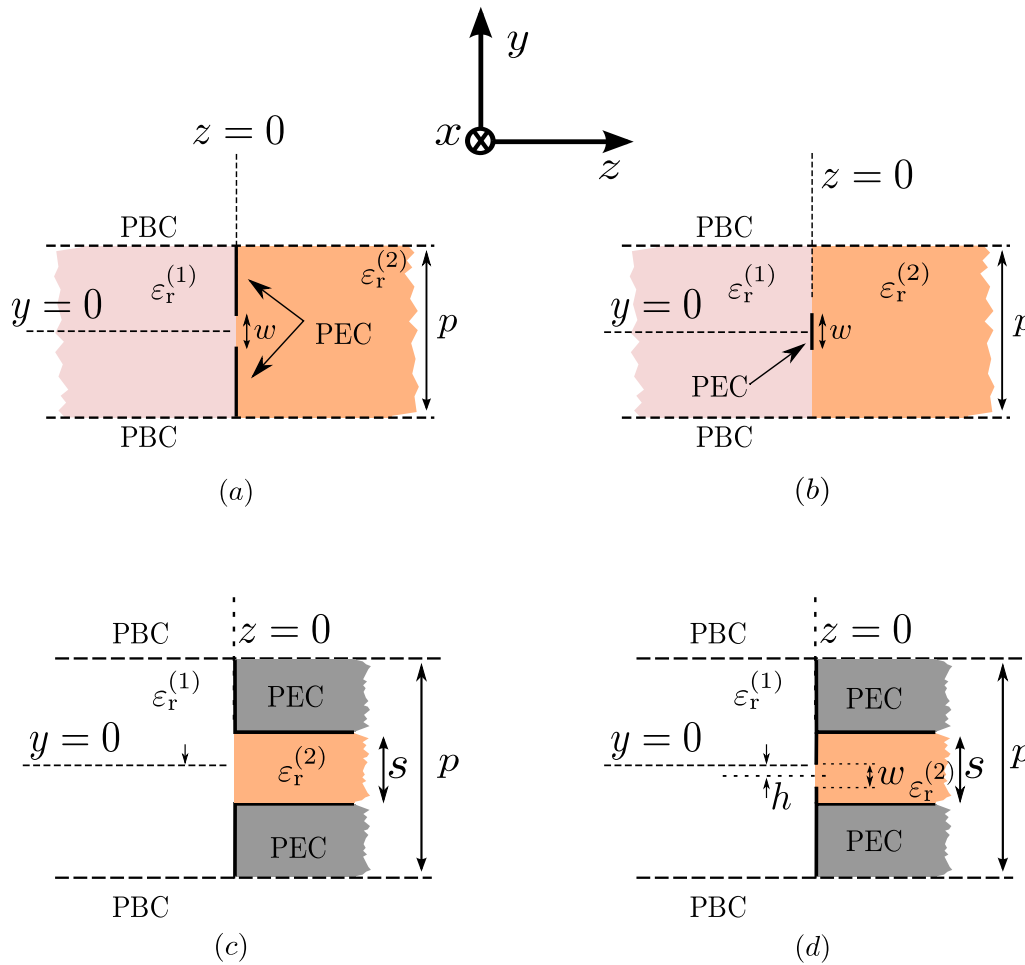 y
x
z
z = 0
z = 0
PBC
PBC
ε_r^(1)
ε_r^(2)
ε_r^(1)
ε_r^(2)
y = 0
y = 0
w
PEC
p
w
PEC
p
PBC
PBC
(a)
(b)
PBC
z = 0
PBC
z = 0
ε_r^(1)
PEC
ε_r^(1)
PEC
y = 0
y = 0
ε_r^(2)
s
p
h
w
ε_r^(2)
s
p
PEC
PEC
PBC
PBC
(c)
(d)